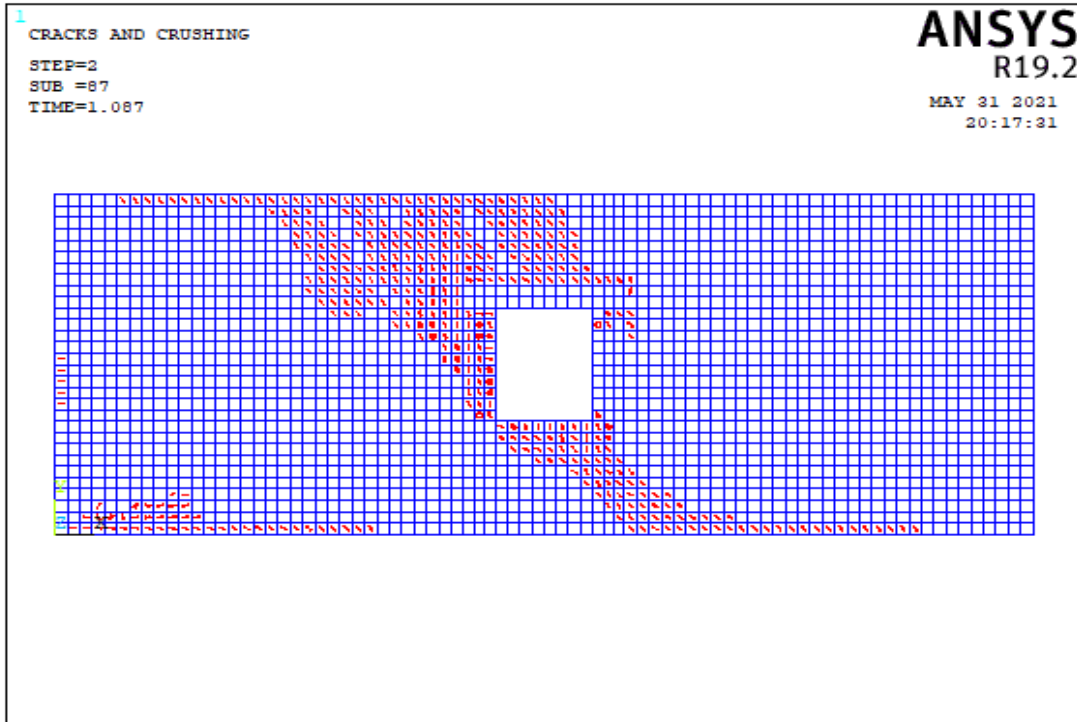 1
CRACKS AND CRUSHING
STEP=2
SUB =87
TIME=1.087
ANSYS
R19.2
MAY 31 2021
20:17:31
Y
Z
X